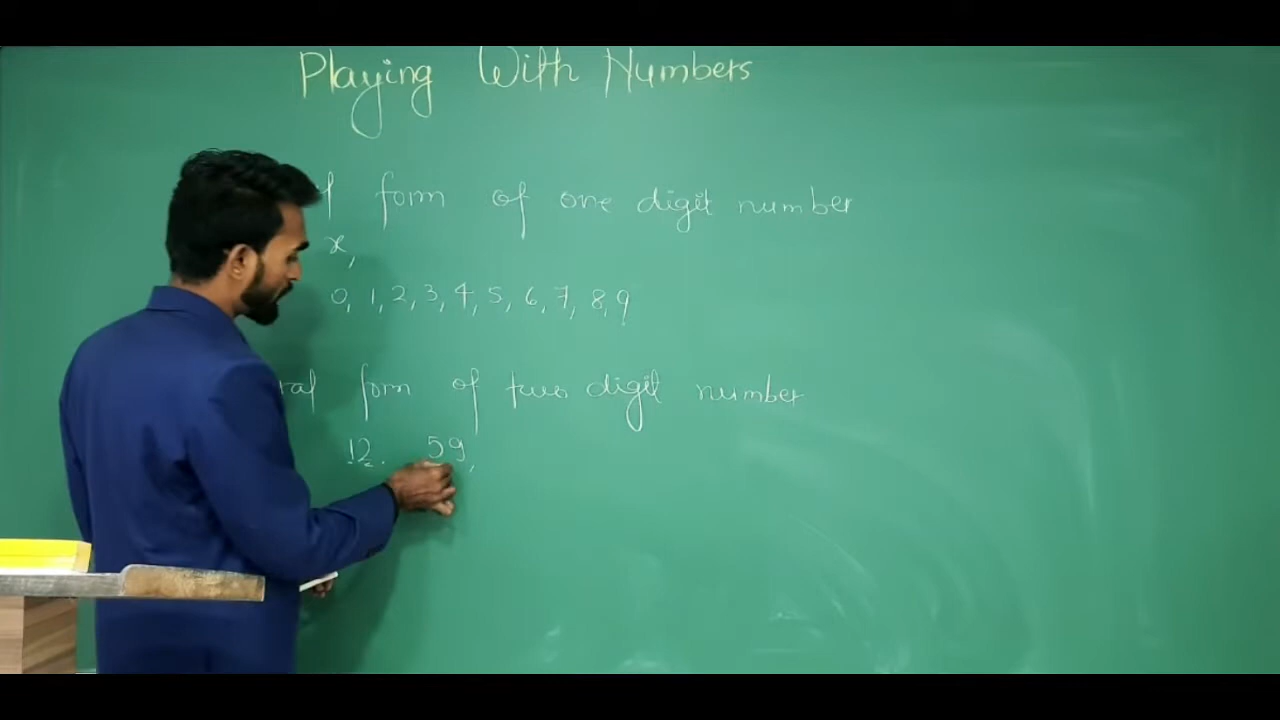 Playing With Numbers
form of one digit number
x,
0, 1, 2, 3, 4, 5, 6, 7, 8, 9
ral form of two digit number
12. 59,